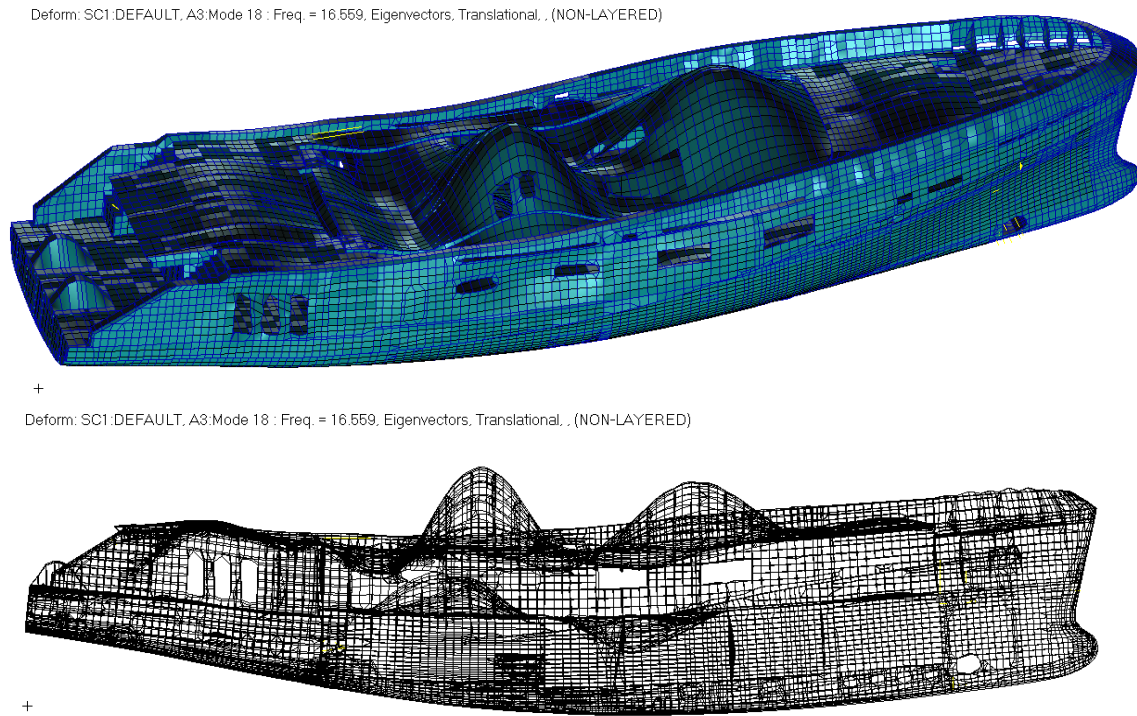 Deform: SC1:DEFAULT, A3:Mode 18 : Freq. = 16.559, Eigenvectors, Translational, , (NON-LAYERED)
Deform: SC1:DEFAULT, A3:Mode 18 : Freq. = 16.559, Eigenvectors, Translational, , (NON-LAYERED)